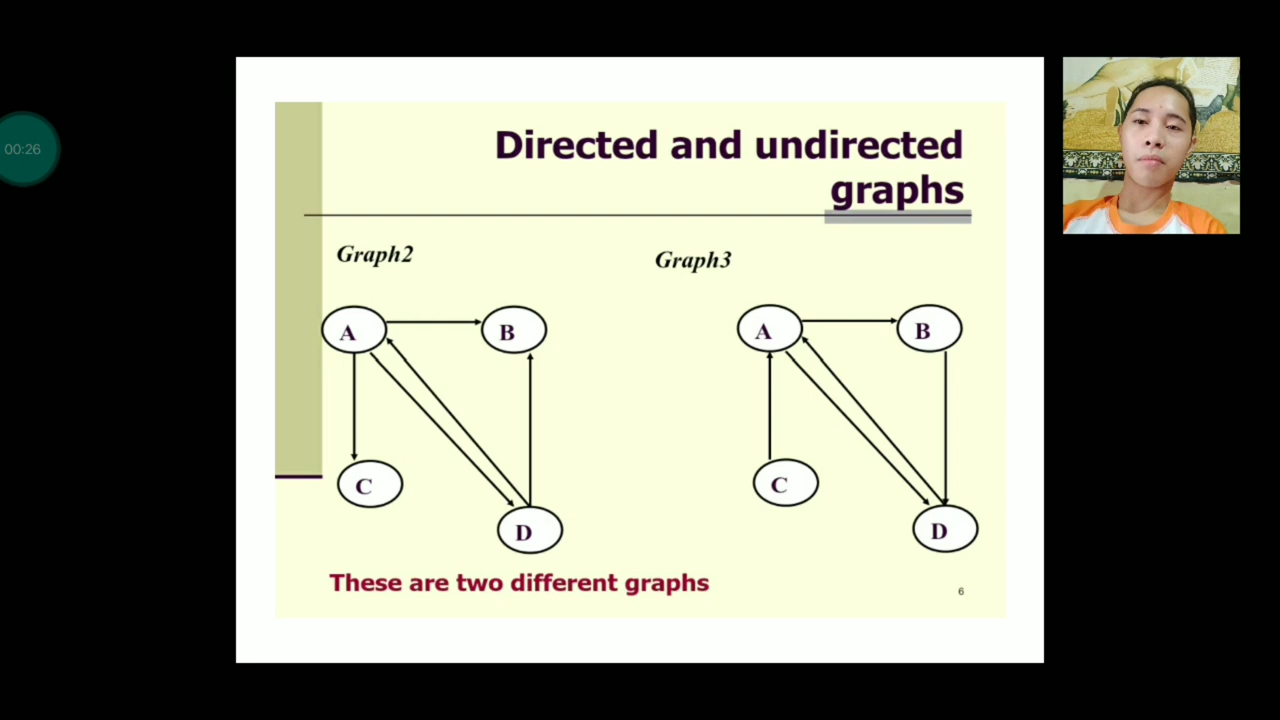 00:26
Directed and undirected
graphs
Graph2
Graph3
A
B
C
D
A
B
C
D
These are two different graphs
6